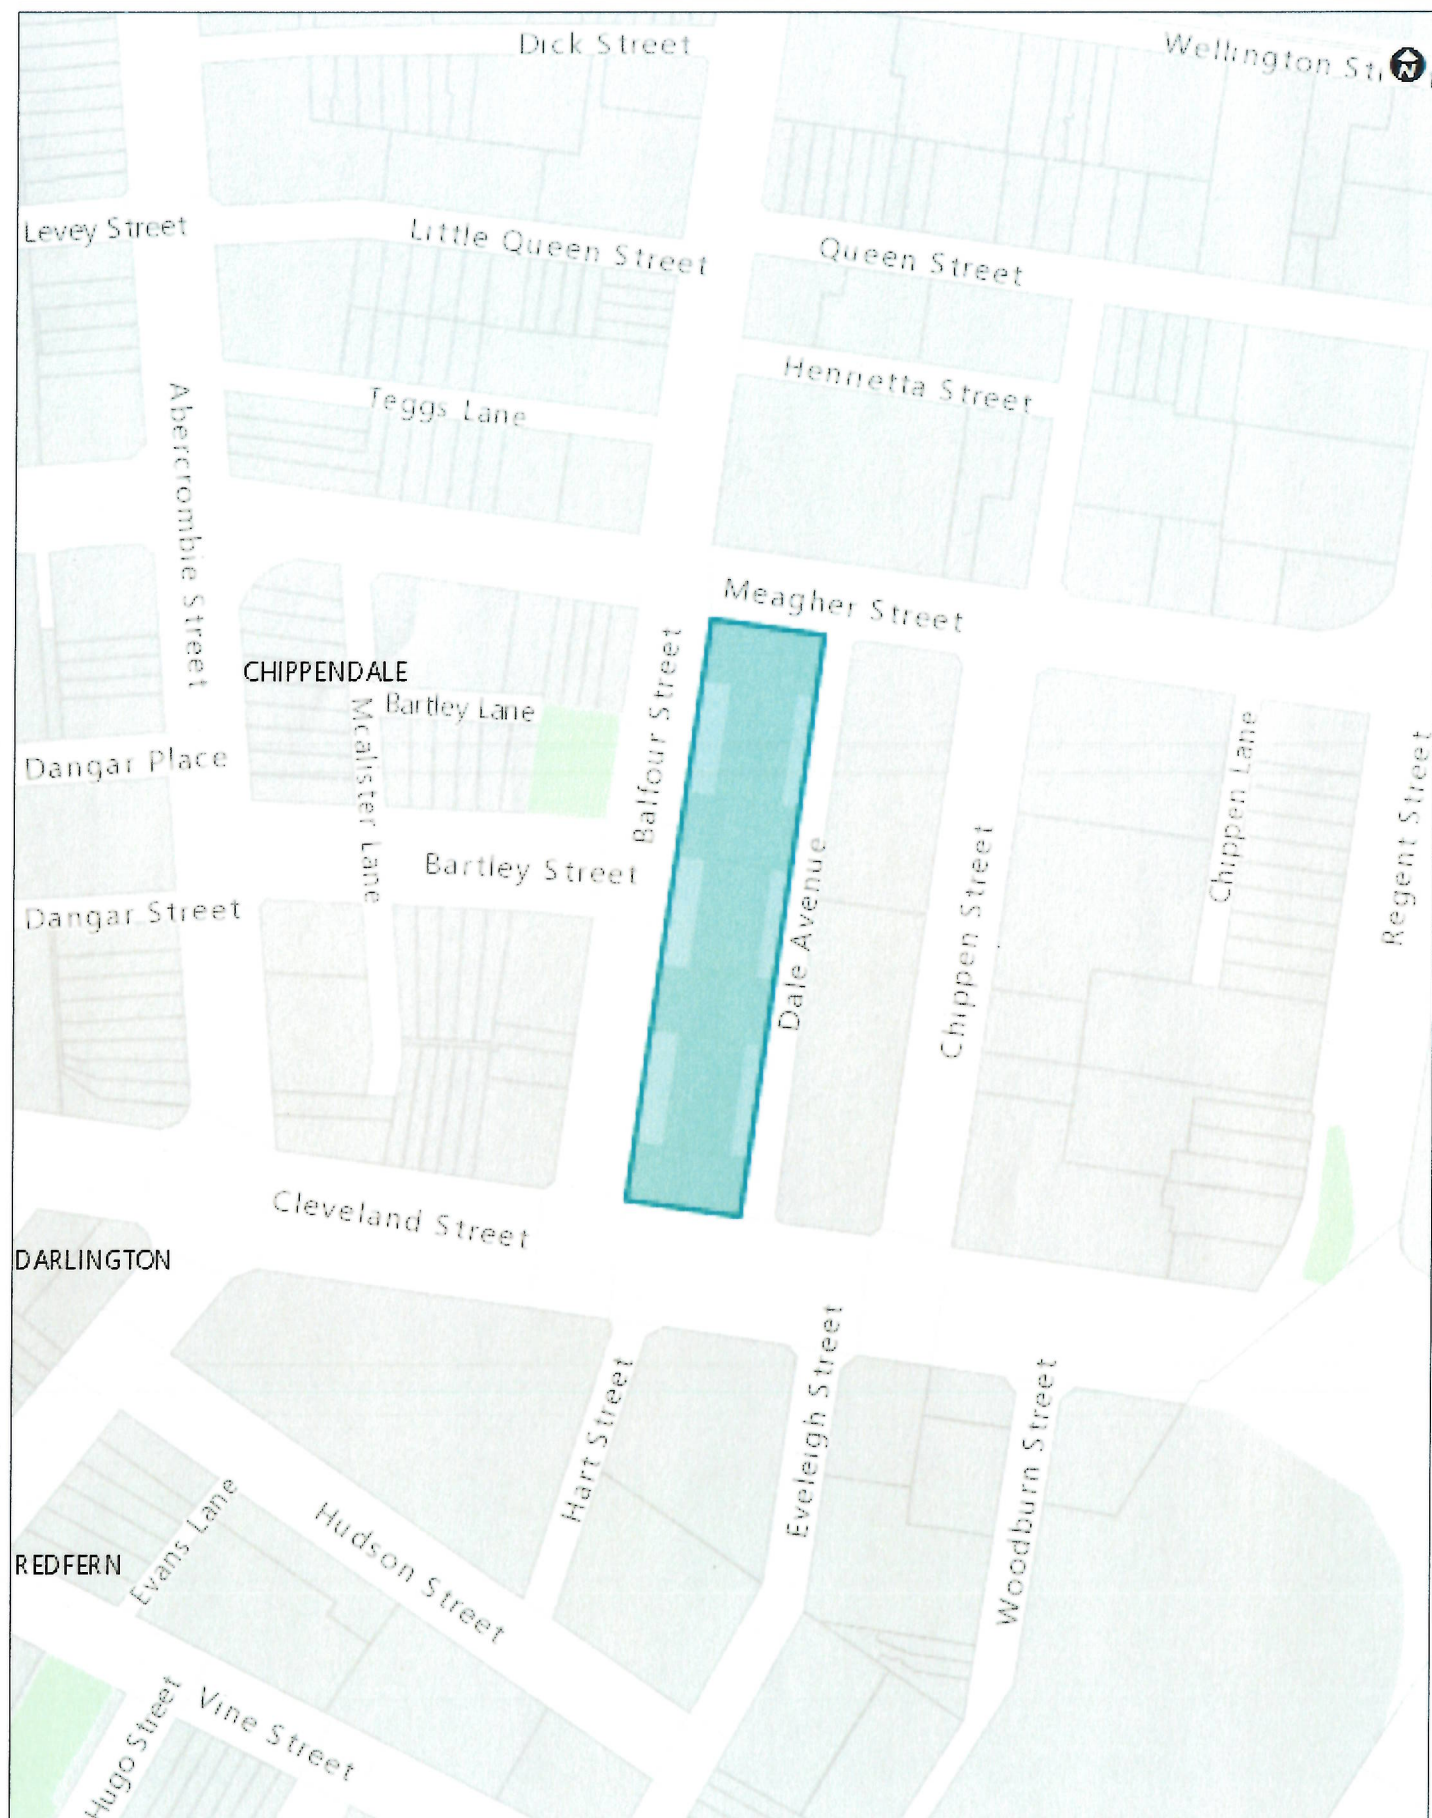 Dick Street
Wellington
N
Levey Street
Little Queen Street
Queen Street
Henrietta Street
Teggs Lane
Abercrombie Street
Meagher Street
CHIPPENDALE
Balfour Street
Bartley Lane
Mcalister Lane
Chippen Lane
Dangar Place
Regent Street
Bartley Street
Dale Avenue
Chippen Street
Dangar Street
Cleveland Street
DARLINGTON
Hart Street
Eveleigh Street
Woodburn Street
Evans Lane
Hudson Street
REDFERN
Hugo Street
Vine Street